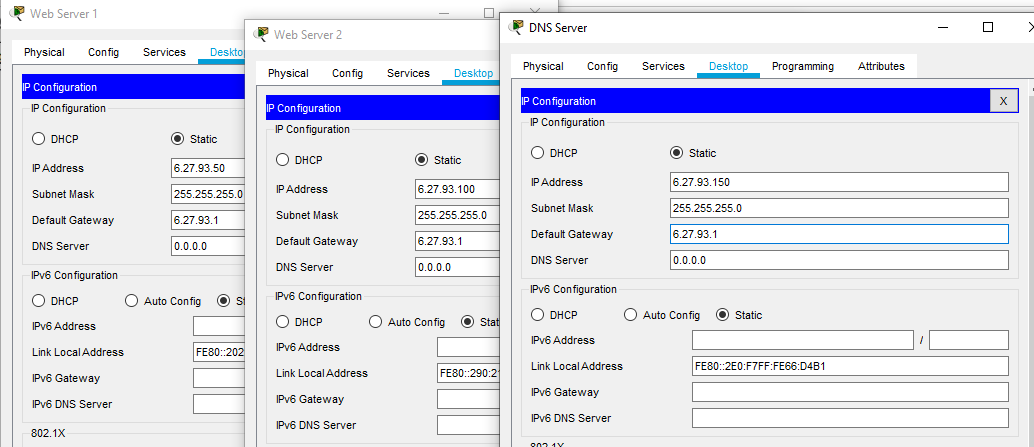 Web Server 1
Physical Config Services Desktop
IP Configuration
IP Configuration
DHCP Static
IP Address 6.27.93.50
Subnet Mask 255.255.255.0
Default Gateway 6.27.93.1
DNS Server 0.0.0.0
IPv6 Configuration
DHCP Auto Config St
IPv6 Address
Link Local Address FE80::202
IPv6 Gateway
IPv6 DNS Server
802.1X
Web Server 2
Physical Config Services Desktop
IP Configuration
IP Configuration
DHCP Static
IP Address 6.27.93.100
Subnet Mask 255.255.255.0
Default Gateway 6.27.93.1
DNS Server 0.0.0.0
IPv6 Configuration
DHCP Auto Config Stat
IPv6 Address
Link Local Address FE80::290:21
IPv6 Gateway
IPv6 DNS Server
DNS Server
Physical Config Services Desktop Programming Attributes
IP Configuration X
IP Configuration
DHCP Static
IP Address 6.27.93.150
Subnet Mask 255.255.255.0
Default Gateway 6.27.93.1
DNS Server 0.0.0.0
IPv6 Configuration
DHCP Auto Config Static
IPv6 Address /
Link Local Address FE80::2E0:F7FF:FE66:D4B1
IPv6 Gateway
IPv6 DNS Server
802.1X